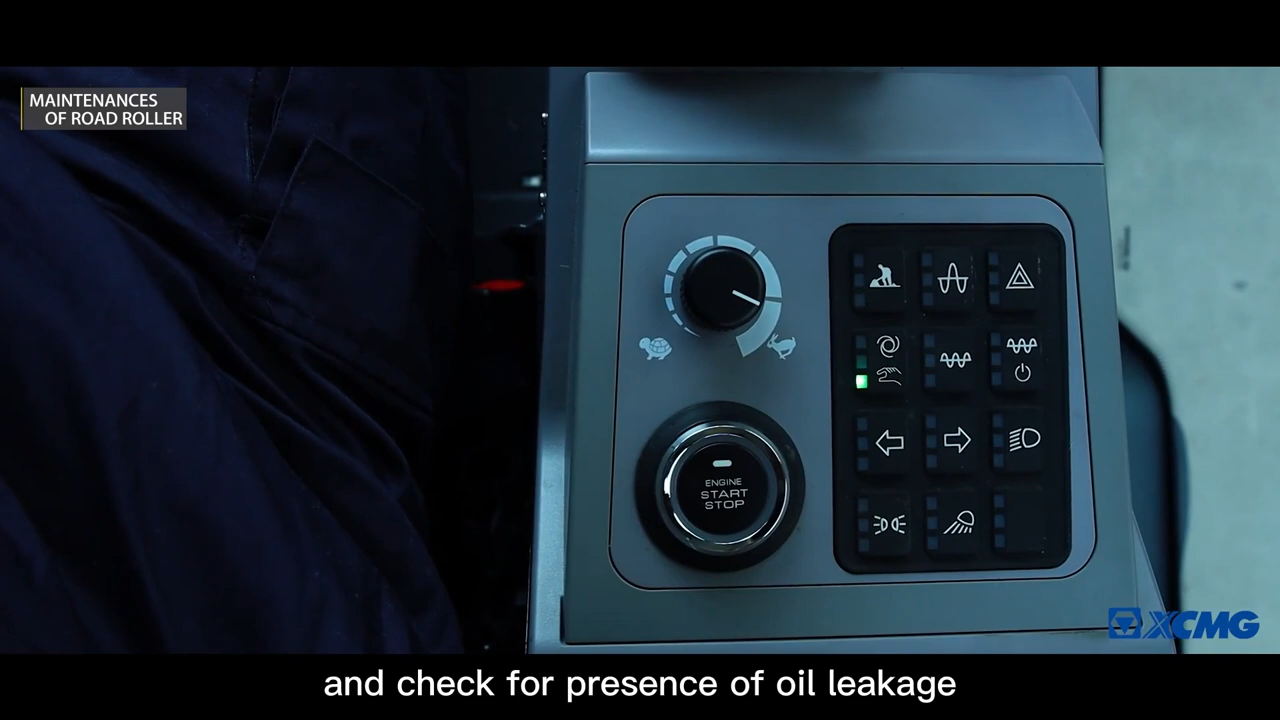 MAINTENANCES
OF ROAD ROLLER
ENGINE
START
STOP
XCMG
and check for presence of oil leakage